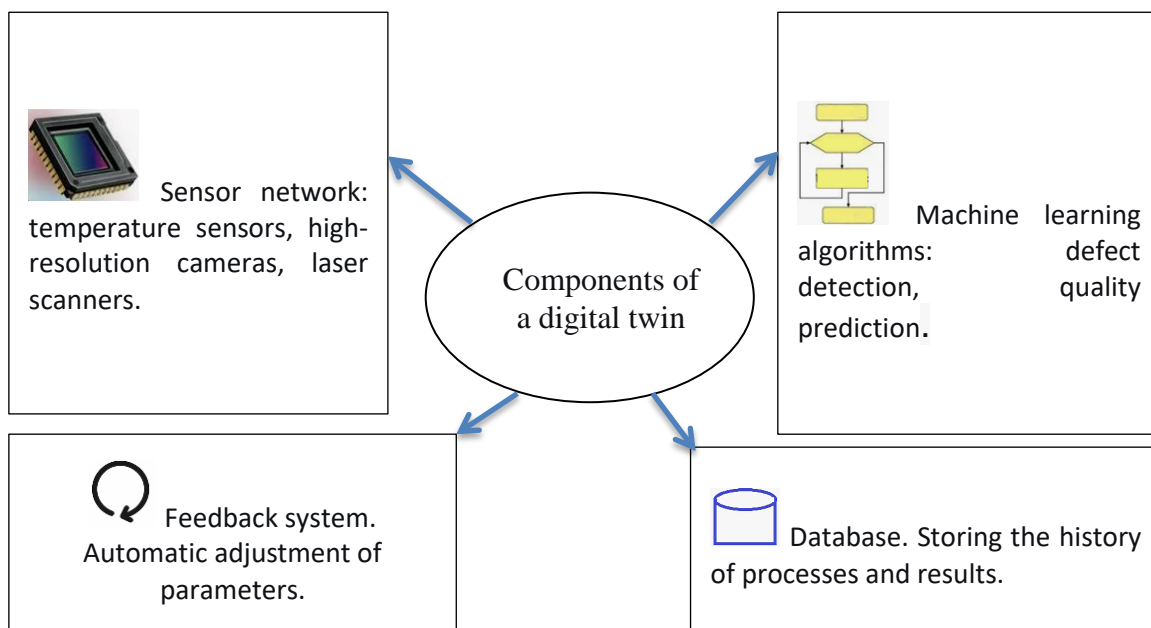 Sensor network:
temperature sensors, high-
resolution cameras, laser
scanners.
Machine learning
algorithms: defect
detection, quality
prediction.
Components of
a digital twin
Feedback system.
Automatic adjustment of
parameters.
Database. Storing the history
of processes and results.